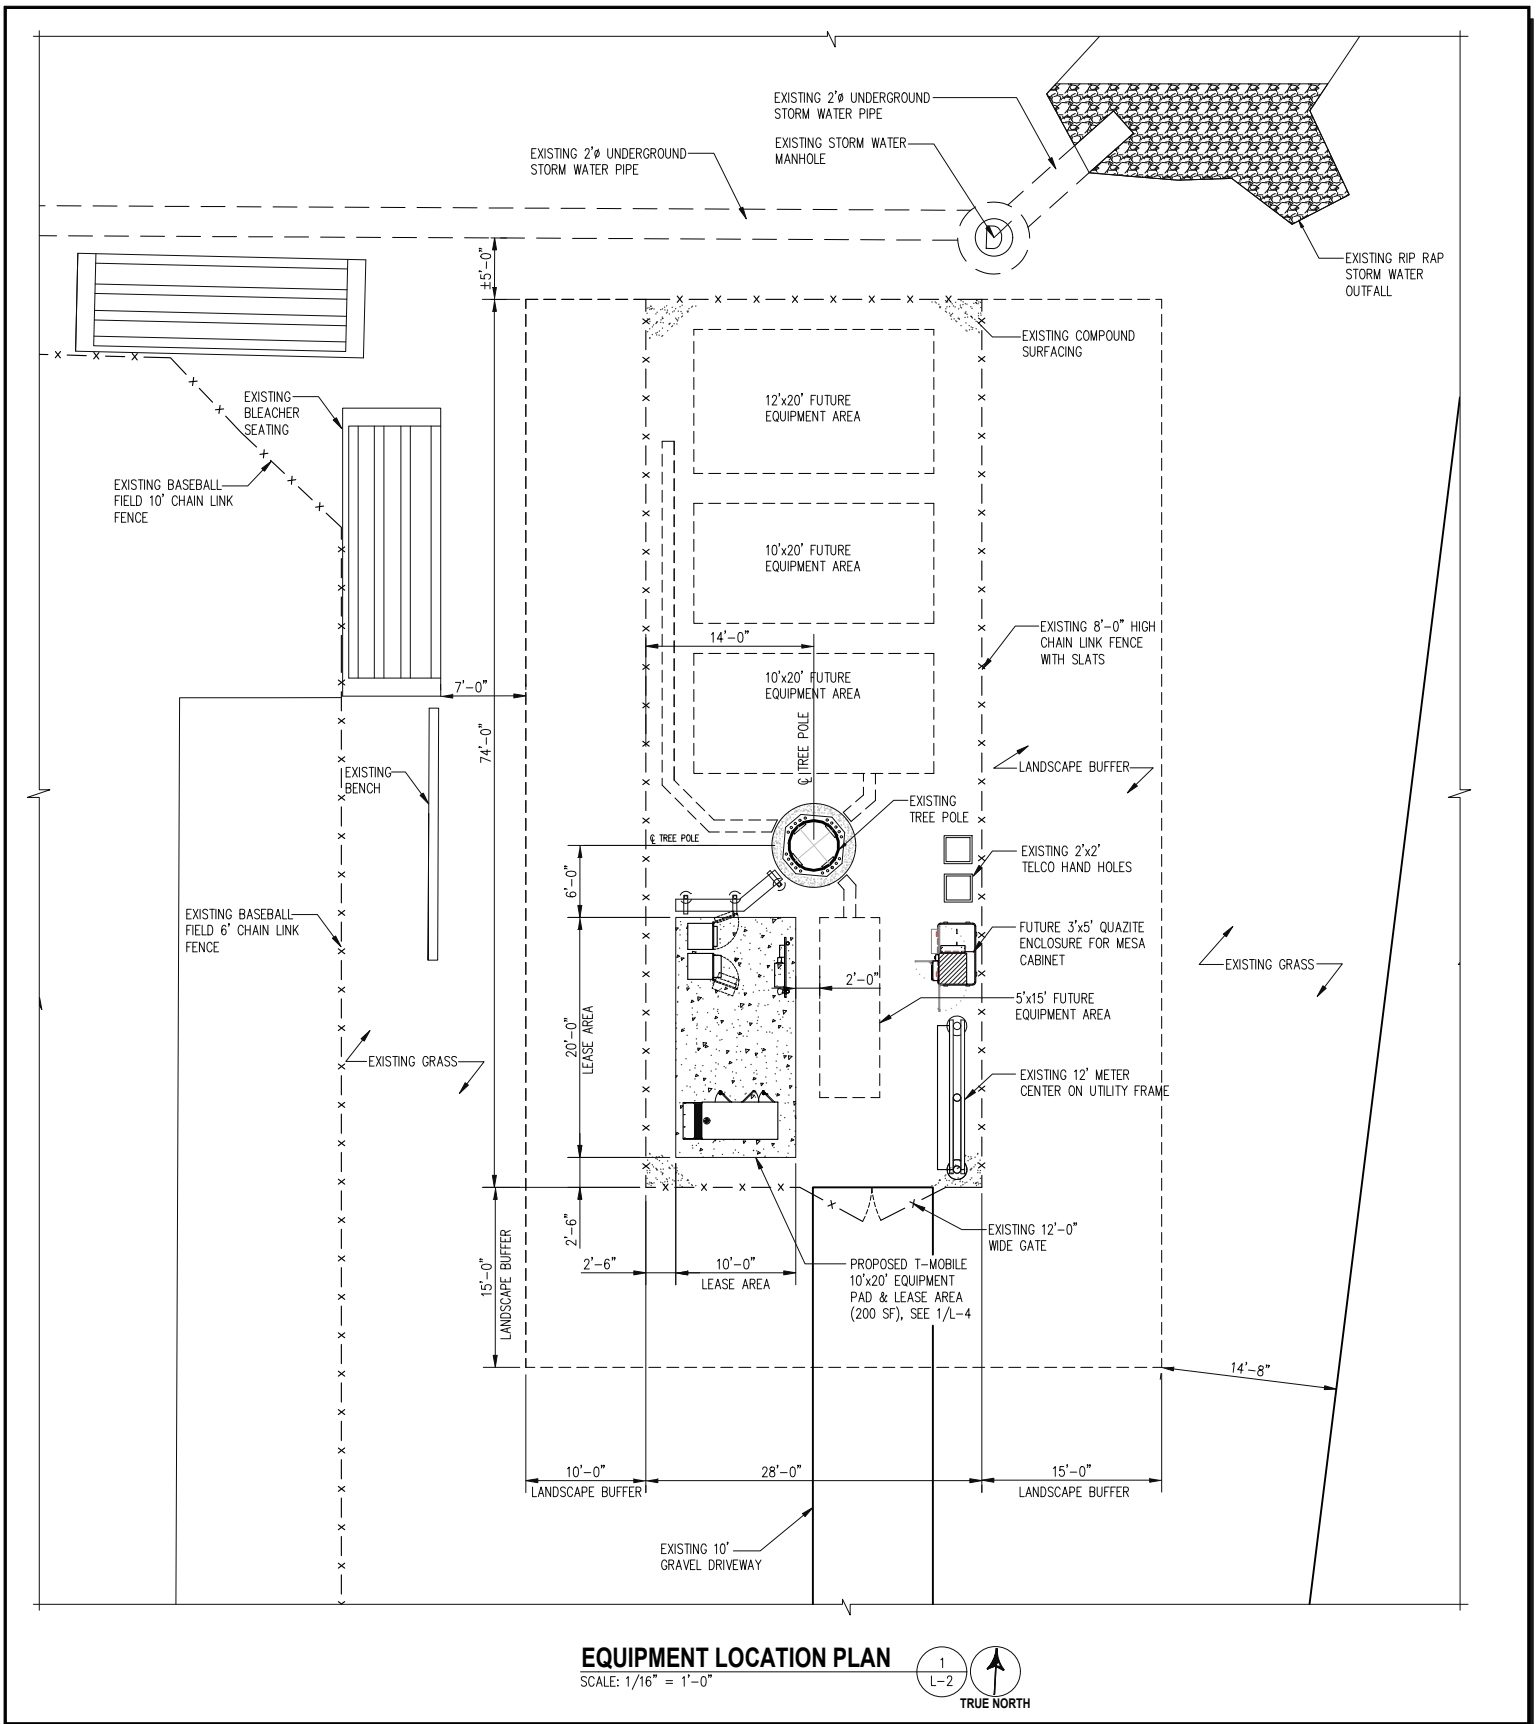 EXISTING 2'ø UNDERGROUND
STORM WATER PIPE
EXISTING STORM WATER
MANHOLE
EXISTING 2'ø UNDERGROUND
STORM WATER PIPE
D
EXISTING RIP RAP
STORM WATER
OUTFALL
±5'-0"
EXISTING COMPOUND
SURFACING
EXISTING
BLEACHER
SEATING
12'x20' FUTURE
EQUIPMENT AREA
EXISTING BASEBALL
FIELD 10' CHAIN LINK
FENCE
10'x20' FUTURE
EQUIPMENT AREA
EXISTING 8'-0" HIGH
CHAIN LINK FENCE
WITH SLATS
14'-0"
10'x20' FUTURE
EQUIPMENT AREA
7'-0"
74'-0"
℄ TREE POLE
LANDSCAPE BUFFER
EXISTING
BENCH
EXISTING
TREE POLE
℄ TREE POLE
EXISTING 2'x2'
TELCO HAND HOLES
6'-0"
EXISTING BASEBALL
FIELD 6' CHAIN LINK
FENCE
FUTURE 3'x5' QUAZITE
ENCLOSURE FOR MESA
CABINET
EXISTING GRASS
2'-0"
5'x15' FUTURE
EQUIPMENT AREA
20'-0"
LEASE AREA
EXISTING GRASS
EXISTING 12' METER
CENTER ON UTILITY FRAME
2'-6"
EXISTING 12'-0"
WIDE GATE
15'-0"
LANDSCAPE BUFFER
2'-6"
10'-0"
LEASE AREA
PROPOSED T-MOBILE
10'x20' EQUIPMENT
PAD & LEASE AREA
(200 SF), SEE 1/L-4
14'-8"
10'-0"
LANDSCAPE BUFFER
28'-0"
15'-0"
LANDSCAPE BUFFER
EXISTING 10'
GRAVEL DRIVEWAY
EQUIPMENT LOCATION PLAN
SCALE: 1/16" = 1'-0"
1
L-2
TRUE NORTH